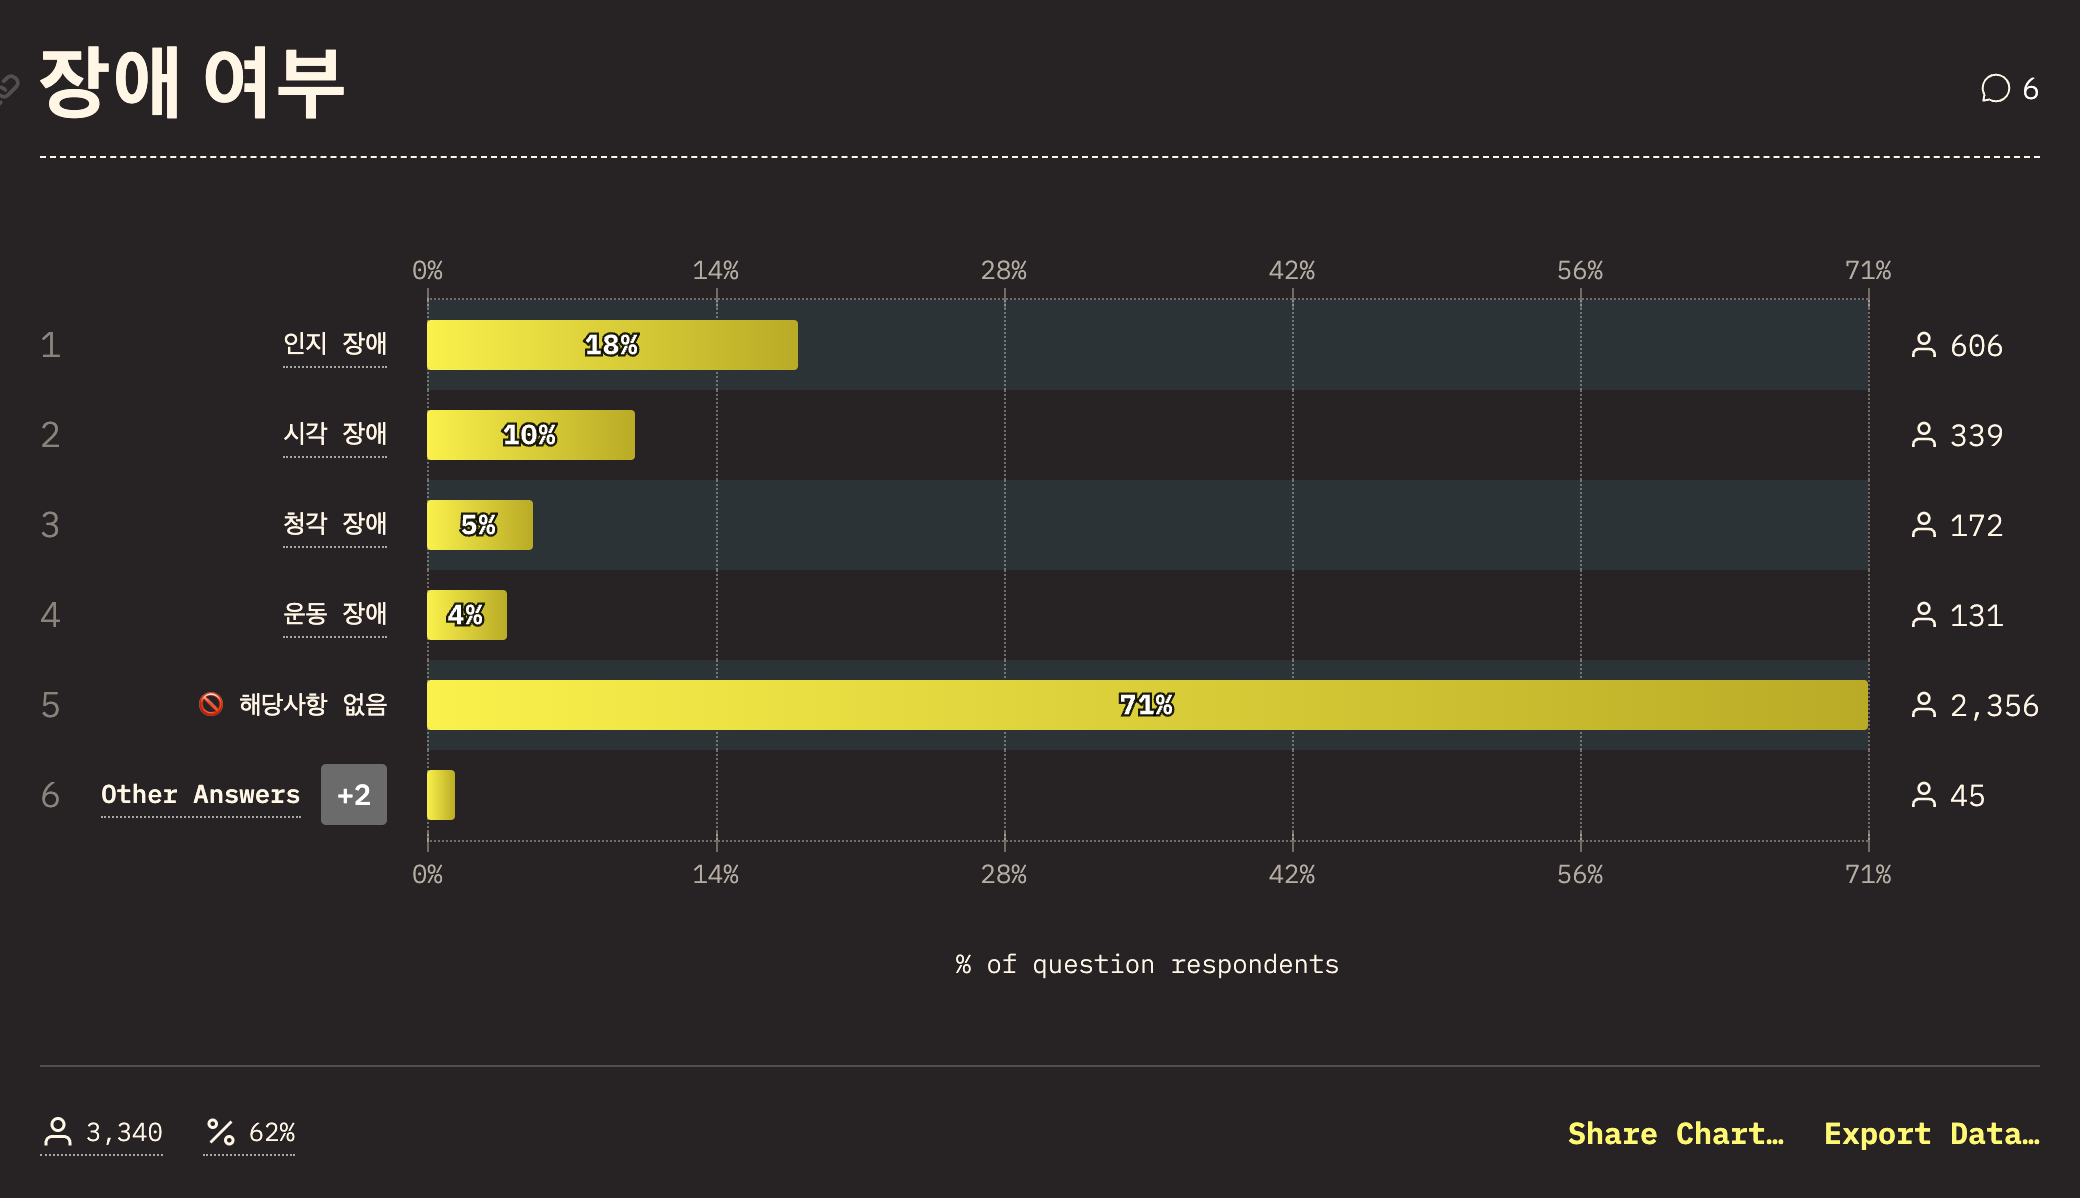 장애 여부
6
0% 14% 28% 42% 56% 71%
1 인지 장애 18% 606
2 시각 장애 10% 339
3 청각 장애 5% 172
4 운동 장애 4% 131
5 🚫 해당사항 없음 71% 2,356
6 Other Answers +2 45
0% 14% 28% 42% 56% 71%
% of question respondents
3,340 % 62% Share Chart… Export Data…